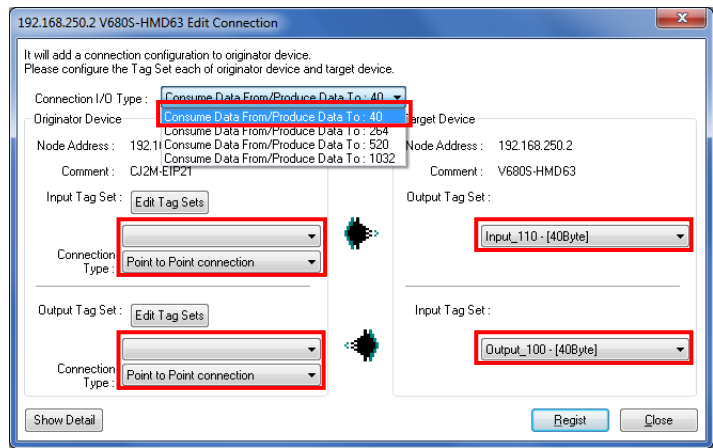 192.168.250.2 V680S-HMD63 Edit Connection
It will add a connection configuration to originator device.
Please configure the Tag Set each of originator device and target device.
Connection I/O Type : Consume Data From/Produce Data To : 40
Consume Data From/Produce Data To : 40
Consume Data From/Produce Data To : 264
Consume Data From/Produce Data To : 520
Consume Data From/Produce Data To : 1032
Originator Device
Target Device
Node Address : 192.1
Node Address : 192.168.250.2
Comment : CJ2M-EIP21
Comment : V680S-HMD63
Input Tag Set : Edit Tag Sets
Output Tag Set :
Input_110 - [40Byte]
Connection Type : Point to Point connection
Output Tag Set : Edit Tag Sets
Input Tag Set :
Output_100 - [40Byte]
Connection Type : Point to Point connection
Show Detail
Regist
Close